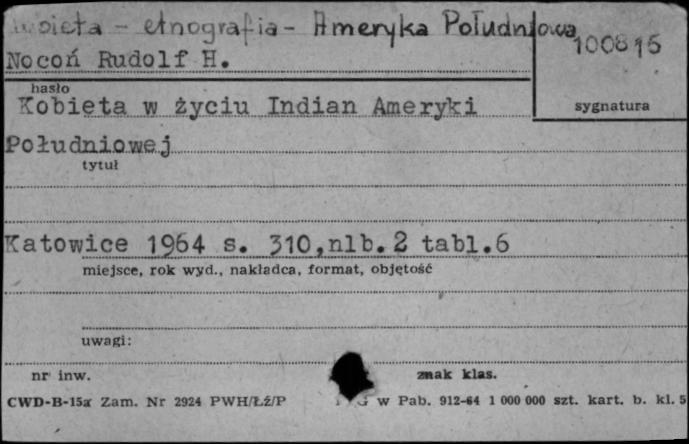 Kobieta - etnografia - Ameryka Południowa
100815
Nocoń Rudolf H.
hasło
sygnatura
Kobieta w życiu Indian Ameryki
Południowej
tytuł
Katowice 1964 s. 310,nlb.2 tabl.6
miejsce, rok wyd., nakładca, format, objętość
uwagi:
nr inw.
znak klas.
CWD-B-15a Zam. Nr 2924 PWH/Łź/P
G w Pab. 912-64 1 000 000 szt. kart. b. kl. 5